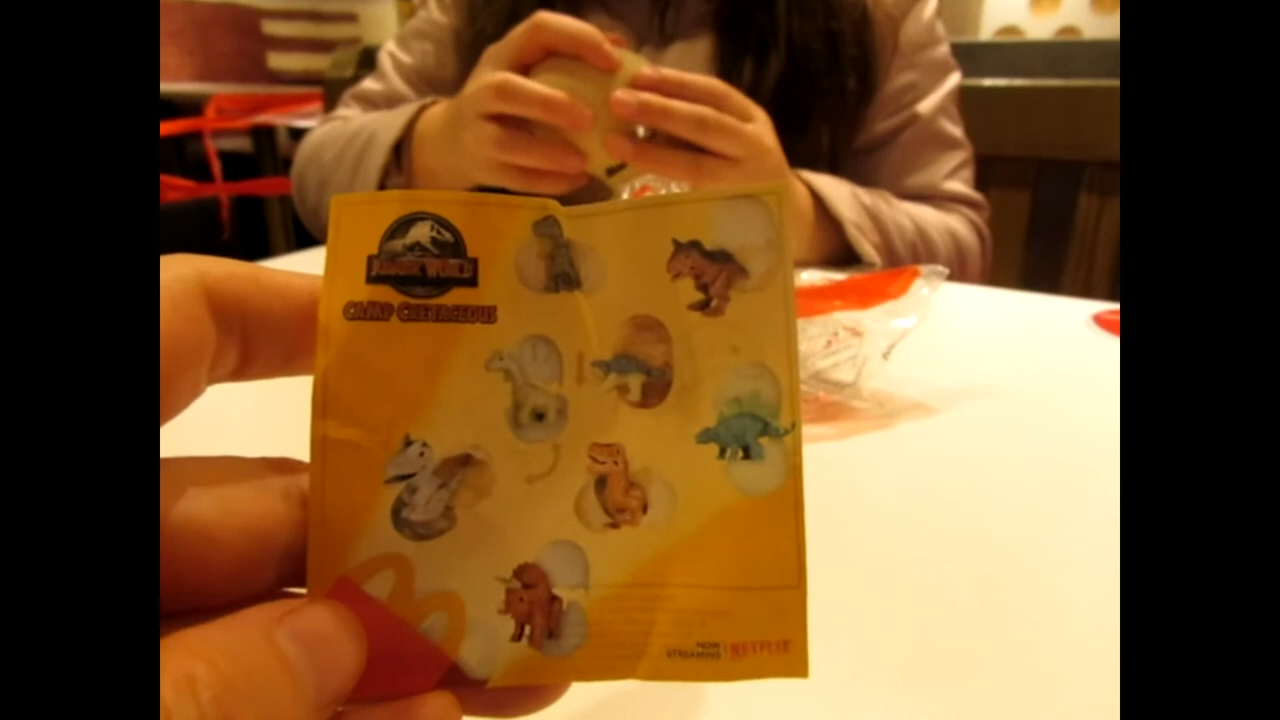 JURASSIC WORLD
CAMP CRETACEOUS
NOW
STREAMING
NETFLIX